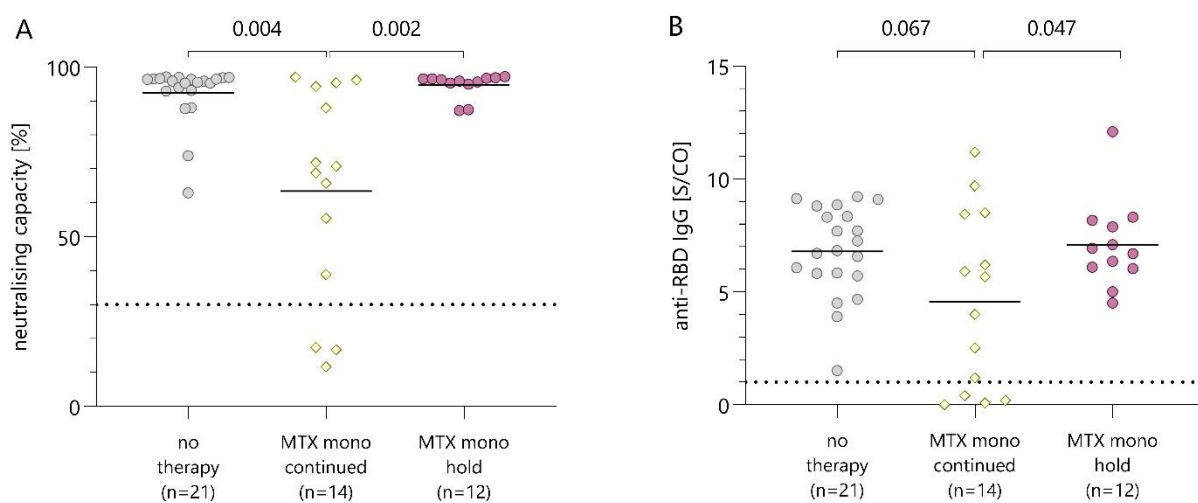 A
0.004
0.002
neutralising capacity [%]
100
50
0
no
therapy
(n=21)
MTX mono
continued
(n=14)
MTX mono
hold
(n=12)
B
0.067
0.047
anti-RBD IgG [S/CO]
15
10
5
0
no
therapy
(n=21)
MTX mono
continued
(n=14)
MTX mono
hold
(n=12)